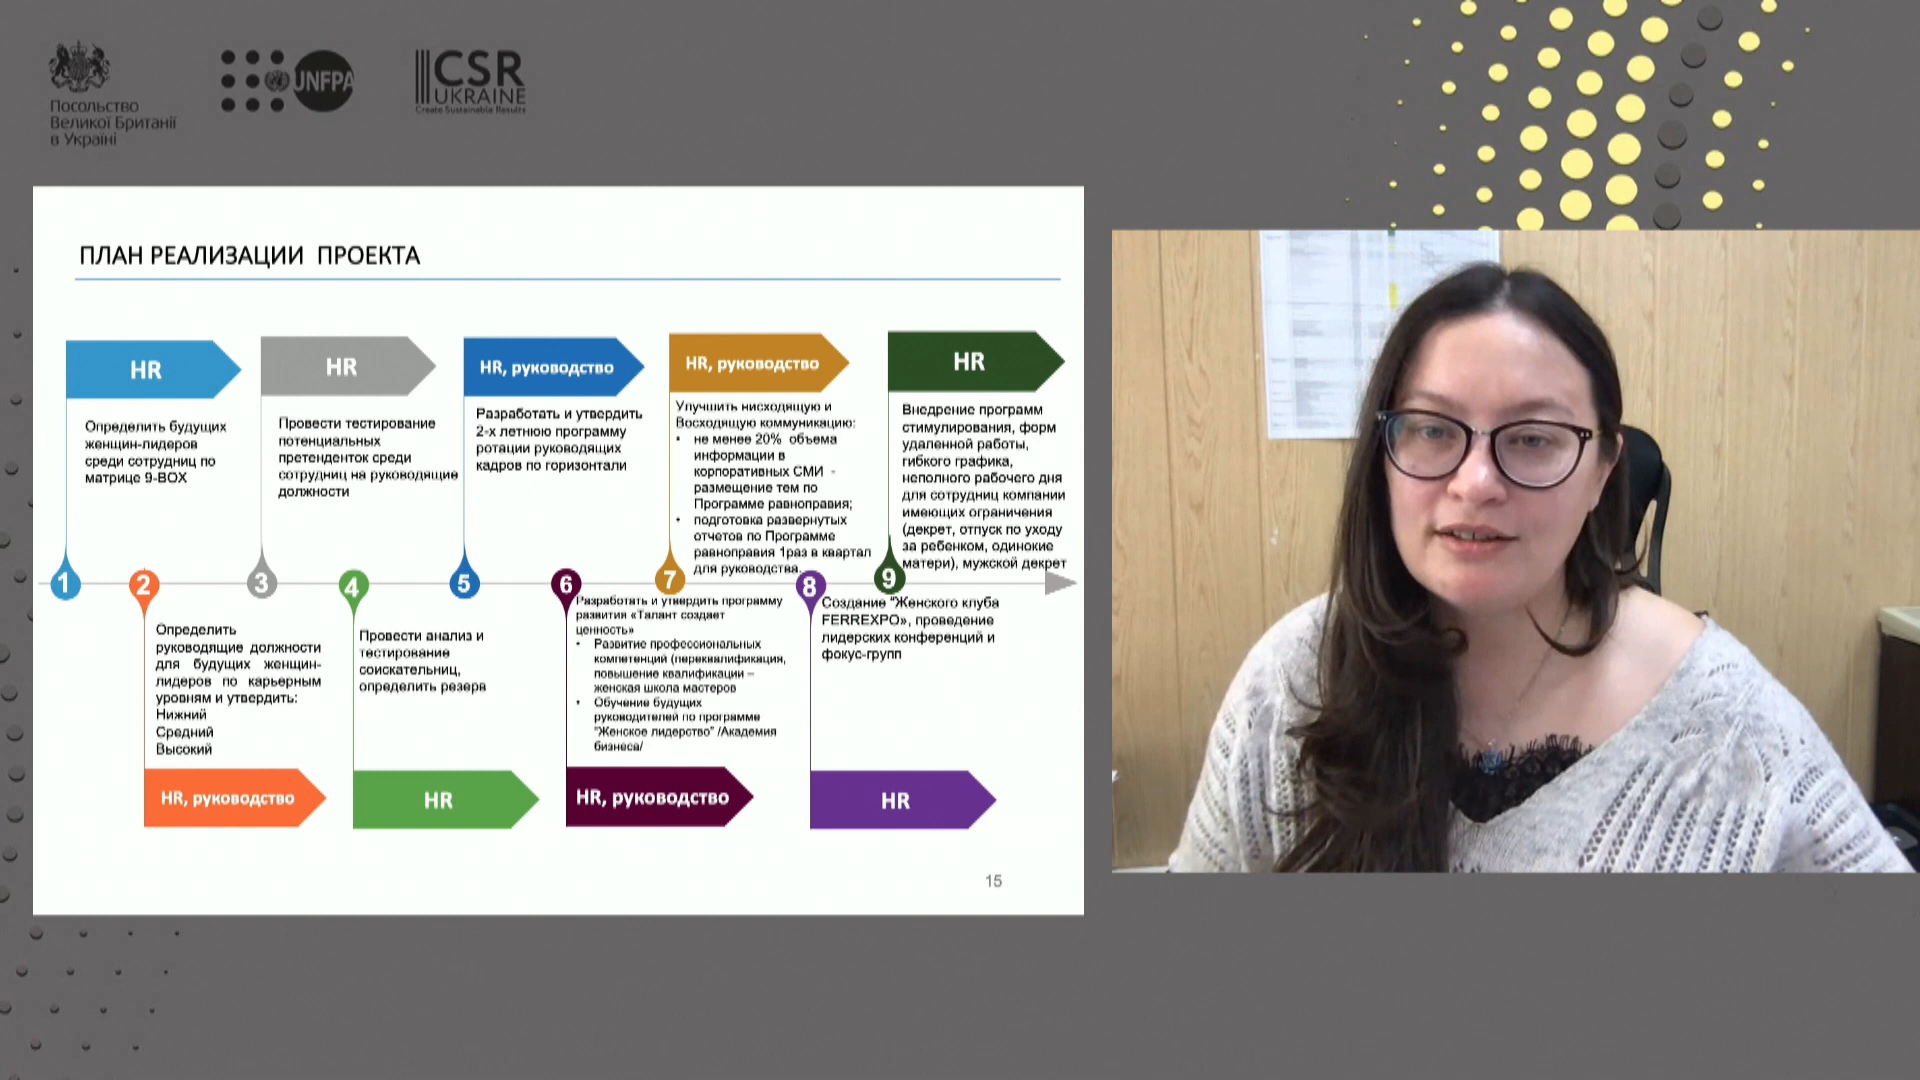 Посольство
Великої Британії
в Україні
UNFPA
CSR
UKRAINE
Create Sustainable Results
ПЛАН РЕАЛИЗАЦИИ ПРОЕКТА
HR
Определить будущих
женщин-лидеров
среди сотрудниц по
матрице 9-BOX
HR
Провести тестирование
потенциальных
претенденток среди
сотрудниц на руководящие
должности
HR, руководство
Разработать и утвердить
2-х летнюю программу
ротации руководящих
кадров по горизонтали
HR, руководство
Улучшить нисходящую и
Восходящую коммуникацию:
• не менее 20% объема
информации в
корпоративных СМИ -
размещение тем по
Программе равноправия;
• подготовка развернутых
отчетов по Программе
равноправия 1раз в квартал
для руководства.
HR
Внедрение программ
стимулирования, форм
удаленной работы,
гибкого графика,
неполного рабочего дня
для сотрудниц компании
имеющих ограничения
(декрет, отпуск по уходу
за ребенком, одинокие
матери), мужской декрет
1
2
3
4
5
6
7
8
9
Определить
руководящие должности
для будущих женщин-
лидеров по карьерным
уровням и утвердить:
Нижний
Средний
Высокий
HR, руководство
Провести анализ и
тестирование
соискательниц,
определить резерв
HR
Разработать и утвердить программу
развития «Талант создает
ценность»
• Развитие профессиональных
компетенций (переквалификация,
повышение квалификации –
женская школа мастеров
• Обучение будущих
руководителей по программе
"Женское лидерство" /Академия
бизнеса/
HR, руководство
Создание "Женского клуба
FERREXPO», проведение
лидерских конференций и
фокус-групп
HR
15